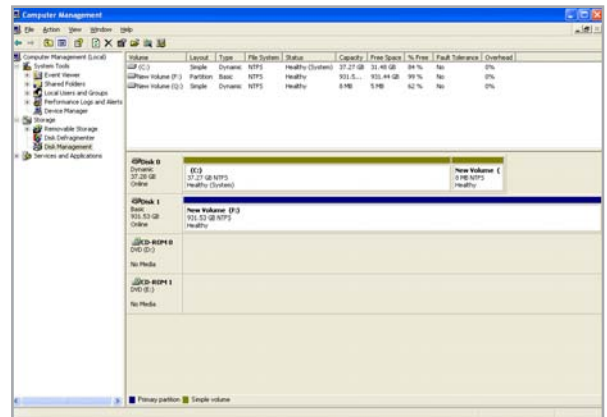 Computer Management
File Action View Window Help
Computer Management (Local)
System Tools
Event Viewer
Shared Folders
Local Users and Groups
Performance Logs and Alerts
Device Manager
Storage
Removable Storage
Disk Defragmenter
Disk Management
Services and Applications
Volume Layout Type File System Status Capacity Free Space % Free Fault Tolerance Overhead
(C:) Simple Dynamic NTFS Healthy (System) 37.27 GB 31.48 GB 84 % No 0%
New Volume (F:) Partition Basic NTFS Healthy 931.5... 931.44 GB 99 % No 0%
New Volume (Q:) Simple Dynamic NTFS Healthy 8 MB 5 MB 62 % No 0%
Disk 0
Dynamic
37.28 GB
Online
(C:)
37.27 GB NTFS
Healthy (System)
New Volume (
8 MB NTFS
Healthy
Disk 1
Basic
931.53 GB
Online
New Volume (F:)
931.53 GB NTFS
Healthy
CD-ROM 0
DVD (D:)
No Media
CD-ROM 1
DVD (E:)
No Media
Primary partition Simple volume